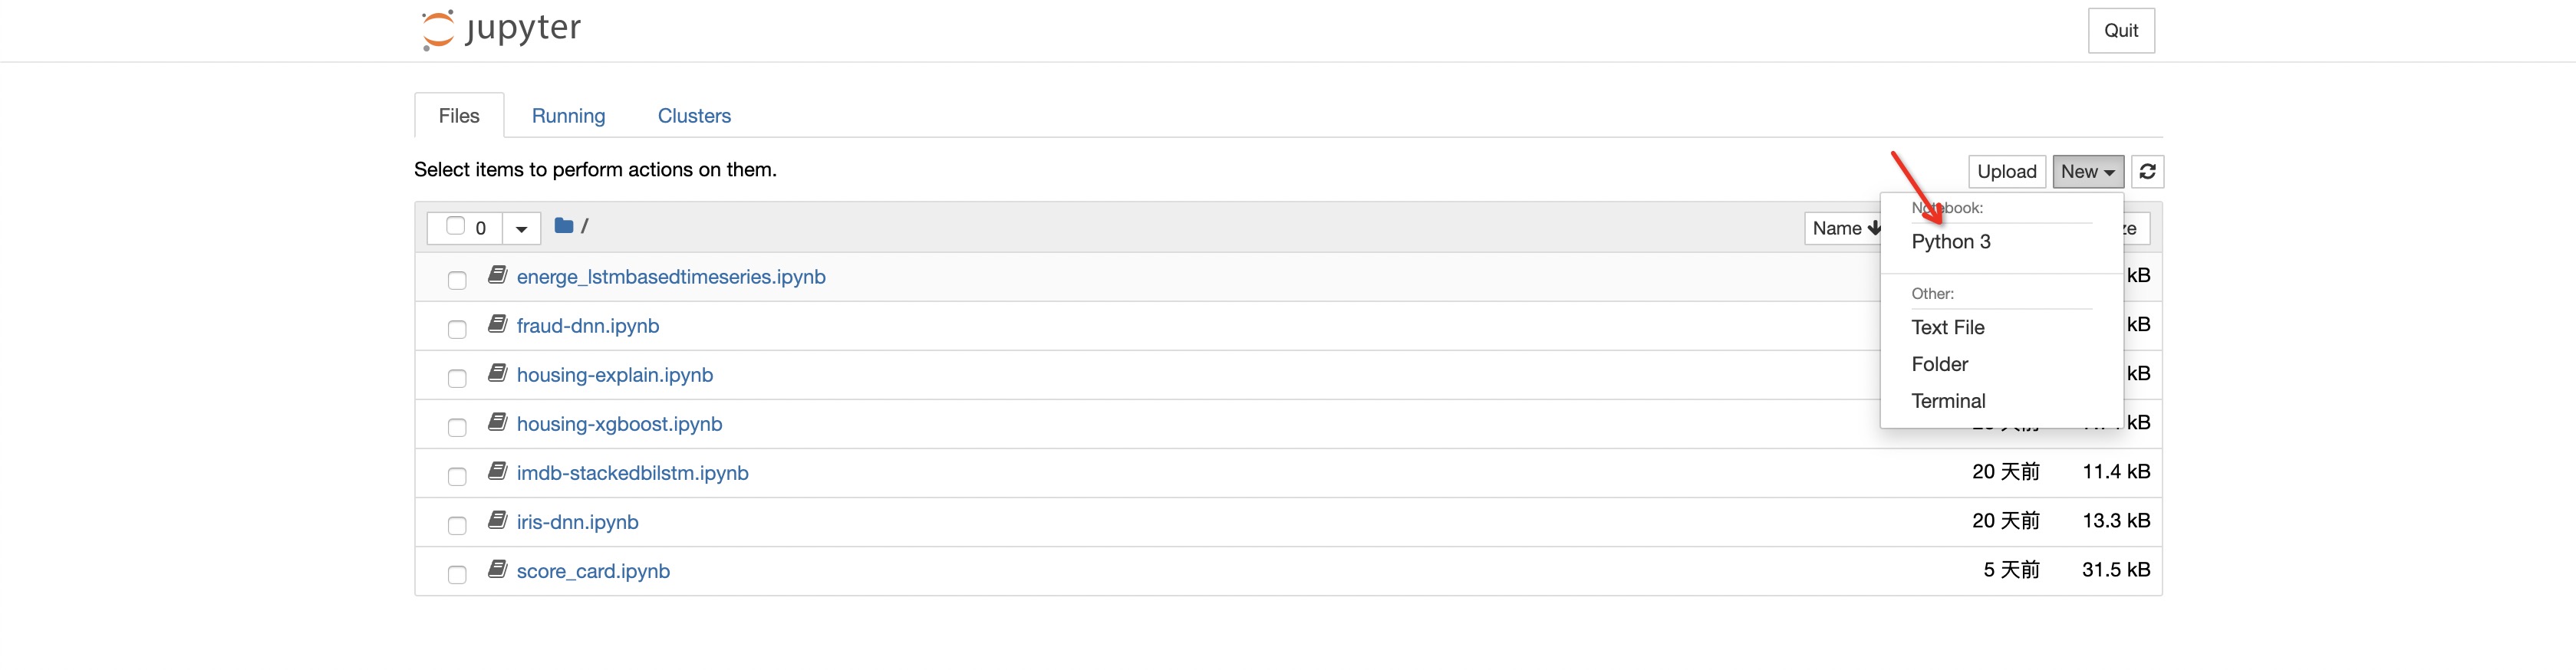 jupyter
Quit
Files Running Clusters
Select items to perform actions on them.
Upload New
0 /
Name
Notebook:
Python 3
Other:
Text File
Folder
Terminal
energe_lstmbasedtimeseries.ipynb kB
fraud-dnn.ipynb kB
housing-explain.ipynb kB
housing-xgboost.ipynb kB
imdb-stackedbilstm.ipynb 20 天前 11.4 kB
iris-dnn.ipynb 20 天前 13.3 kB
score_card.ipynb 5 天前 31.5 kB